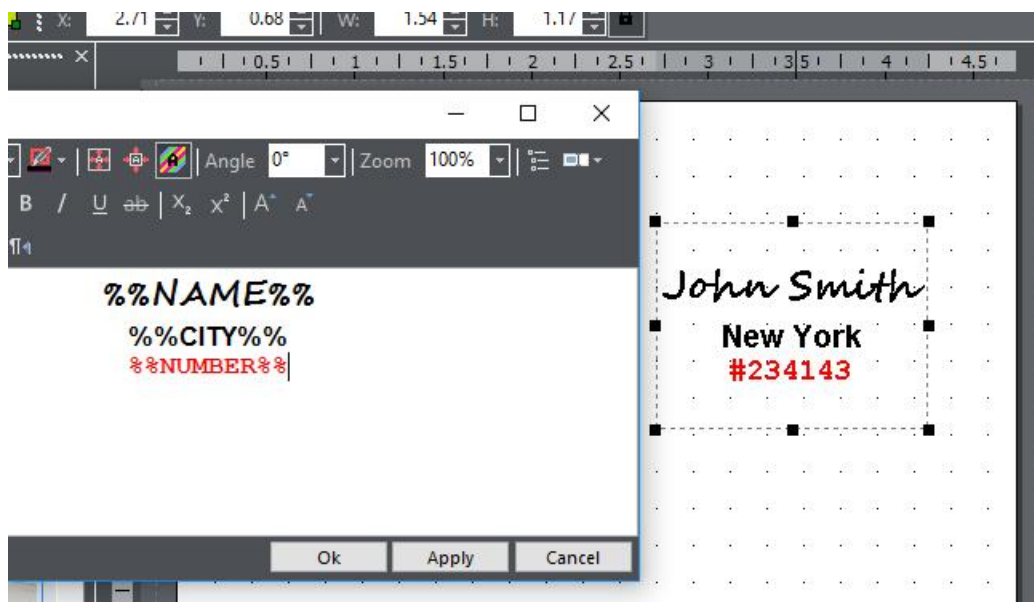 X: 2.71 Y: 0.68 W: 1.54 H: 1.17
0.5 1 1.5 2 2.5 3 3.5 4 4.5
Angle 0° Zoom 100%
B / U ab X₂ x² A A
¶
%%NAME%%
%%CITY%%
%%NUMBER%%
John Smith
New York
#234143
Ok Apply Cancel